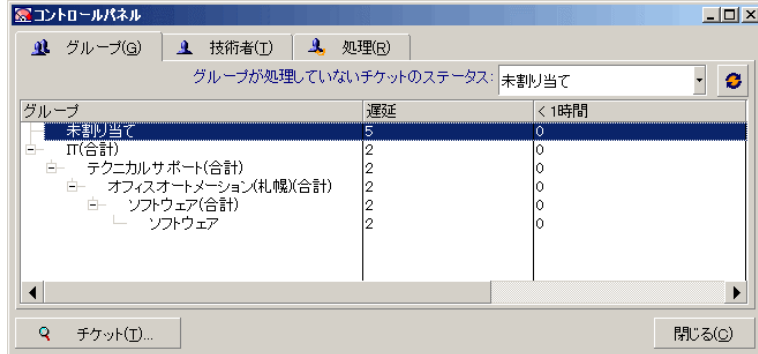 コントロールパネル
グループ(G) 技術者(T) 処理(R)
グループが処理していないチケットのステータス: 未割り当て
グループ 遅延 < 1時間
未割り当て 5 0
IT(合計) 2 0
テクニカルサポート(合計) 2 0
オフィスオートメーション(札幌)(合計) 2 0
ソフトウェア(合計) 2 0
ソフトウェア 2 0
チケット(T)... 閉じる(C)